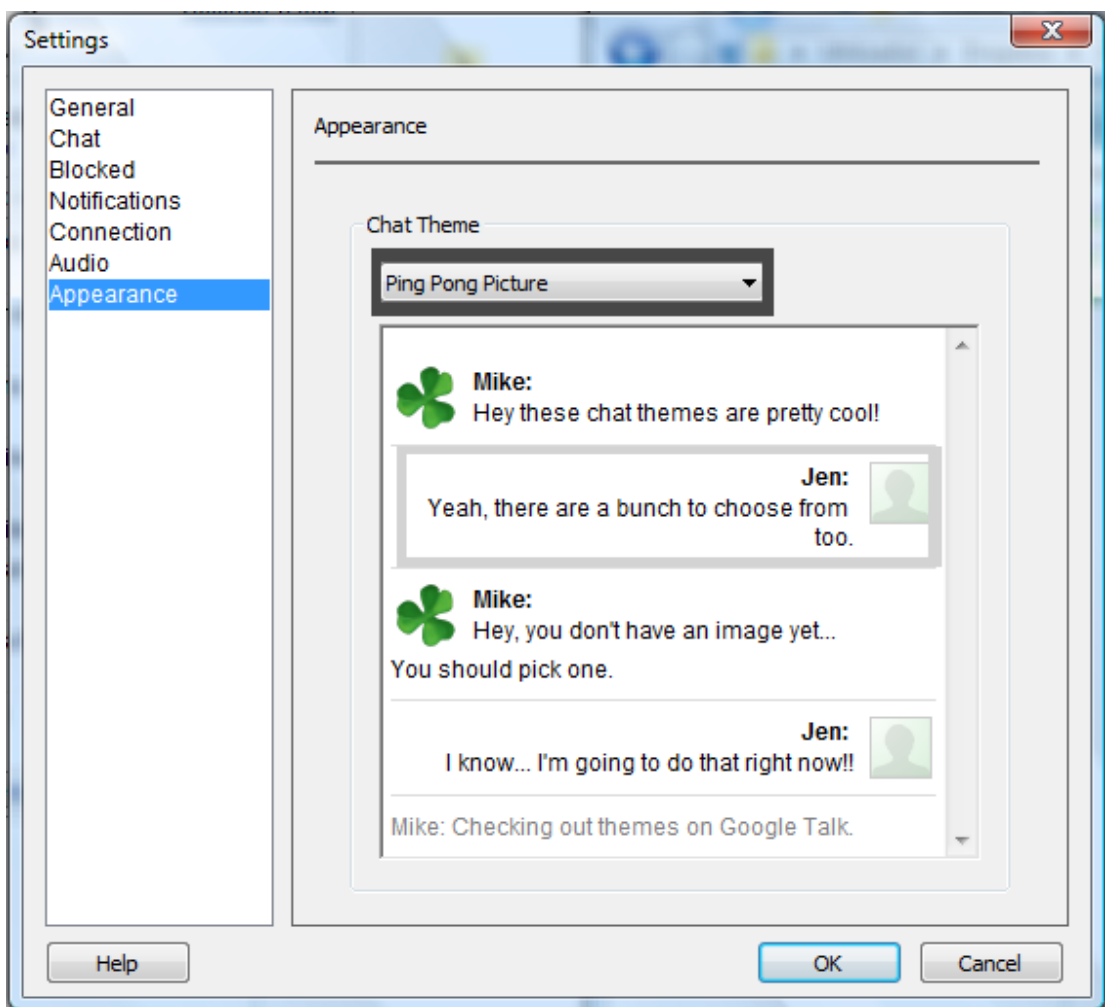 Settings
General
Chat
Blocked
Notifications
Connection
Audio
Appearance
Appearance
Chat Theme
Ping Pong Picture
Mike:
Hey these chat themes are pretty cool!
Jen:
Yeah, there are a bunch to choose from
too.
Mike:
Hey, you don't have an image yet...
You should pick one.
Jen:
I know... I'm going to do that right now!!
Mike: Checking out themes on Google Talk.
Help
OK
Cancel